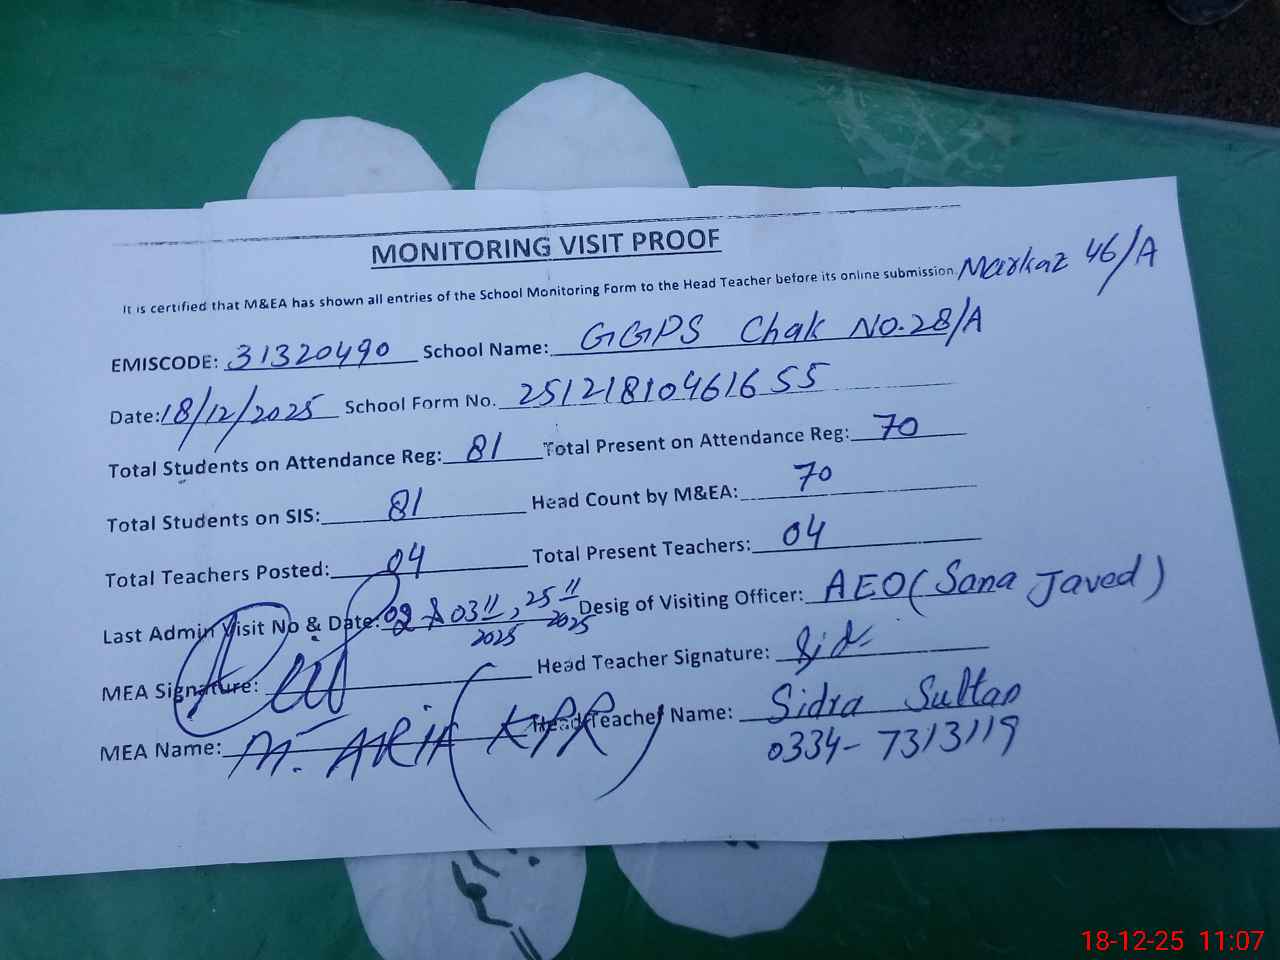 MONITORING VISIT PROOF
It is certified that M&EA has shown all entries of the School Monitoring Form to the Head Teacher before its online submission. Markaz 46/A
EMISCODE: 31320490 School Name: GGPS Chak No.28/A
Date: 18/12/2025 School Form No. 25121810461655
Total Students on Attendance Reg: 81 Total Present on Attendance Reg: 70
Total Students on SIS: 81 Head Count by M&EA: 70
Total Teachers Posted: 04 Total Present Teachers: 04
Last Admin Visit No & Date: 02 & 03 11 2025, 25 11 2025 Desig of Visiting Officer: AEO (Sana Javed)
MEA Signature: Head Teacher Signature:
MEA Name: M. ARIF Head Teacher Name: Sidra Sultan
0334-7313119
18-12-25 11:07